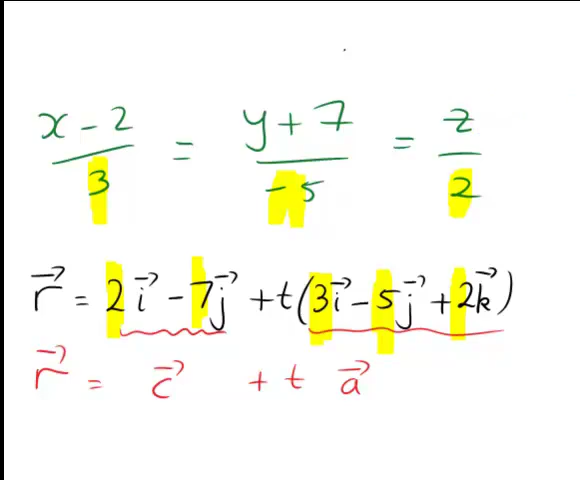 x - 2 / 3 = y + 7 / -5 = z / 2
r⃗ = 2i⃗ - 7j⃗ + t(3i⃗ - 5j⃗ + 2k⃗)
r⃗ = c⃗ + t a⃗